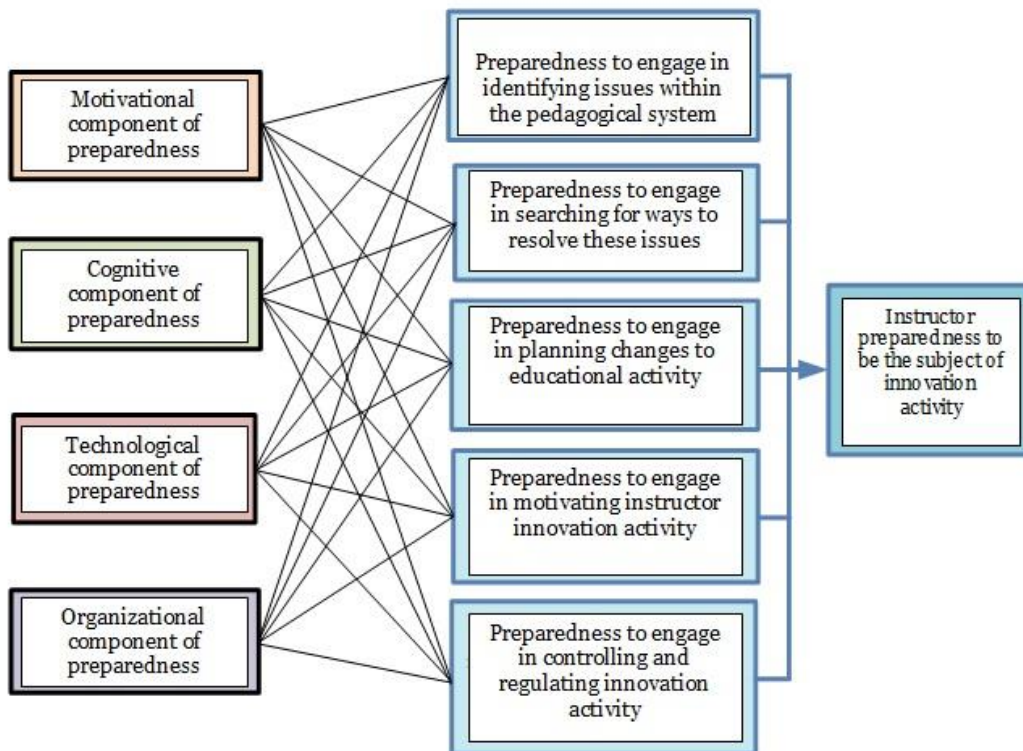 Motivational
component of
preparedness
Cognitive
component of
preparedness
Technological
component of
preparedness
Organizational
component of
preparedness
Preparedness to engage in
identifying issues within
the pedagogical system
Preparedness to engage
in searching for ways to
resolve these issues
Preparedness to engage
in planning changes to
educational activity
Preparedness to engage
in motivating instructor
innovation activity
Preparedness to engage
in controlling and
regulating innovation
activity
Instructor
preparedness to
be the subject of
innovation
activity